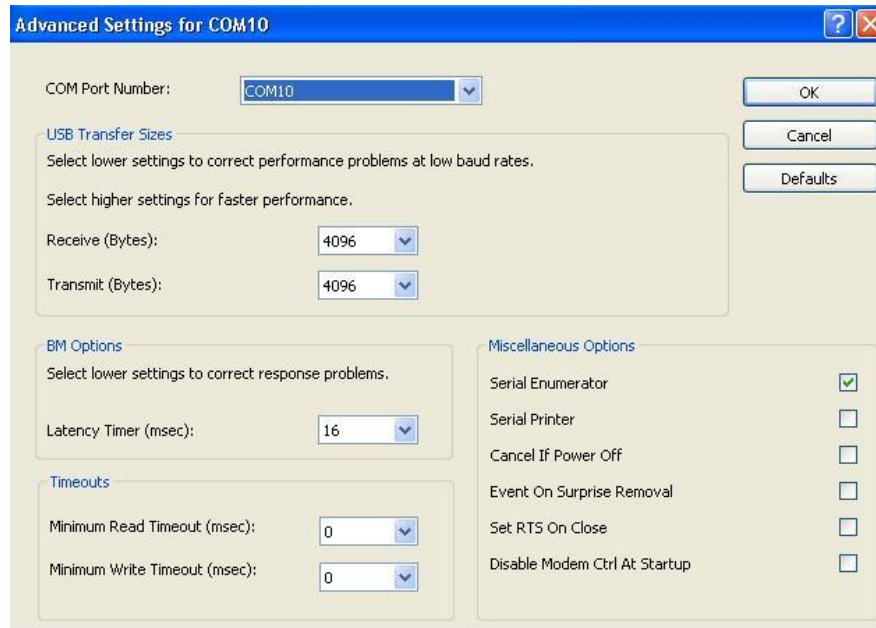 Advanced Settings for COM10
COM Port Number:
COM10
OK
Cancel
Defaults
USB Transfer Sizes
Select lower settings to correct performance problems at low baud rates.
Select higher settings for faster performance.
Receive (Bytes):
4096
Transmit (Bytes):
4096
BM Options
Select lower settings to correct response problems.
Latency Timer (msec):
16
Timeouts
Minimum Read Timeout (msec):
0
Minimum Write Timeout (msec):
0
Miscellaneous Options
Serial Enumerator
Serial Printer
Cancel If Power Off
Event On Surprise Removal
Set RTS On Close
Disable Modem Ctrl At Startup